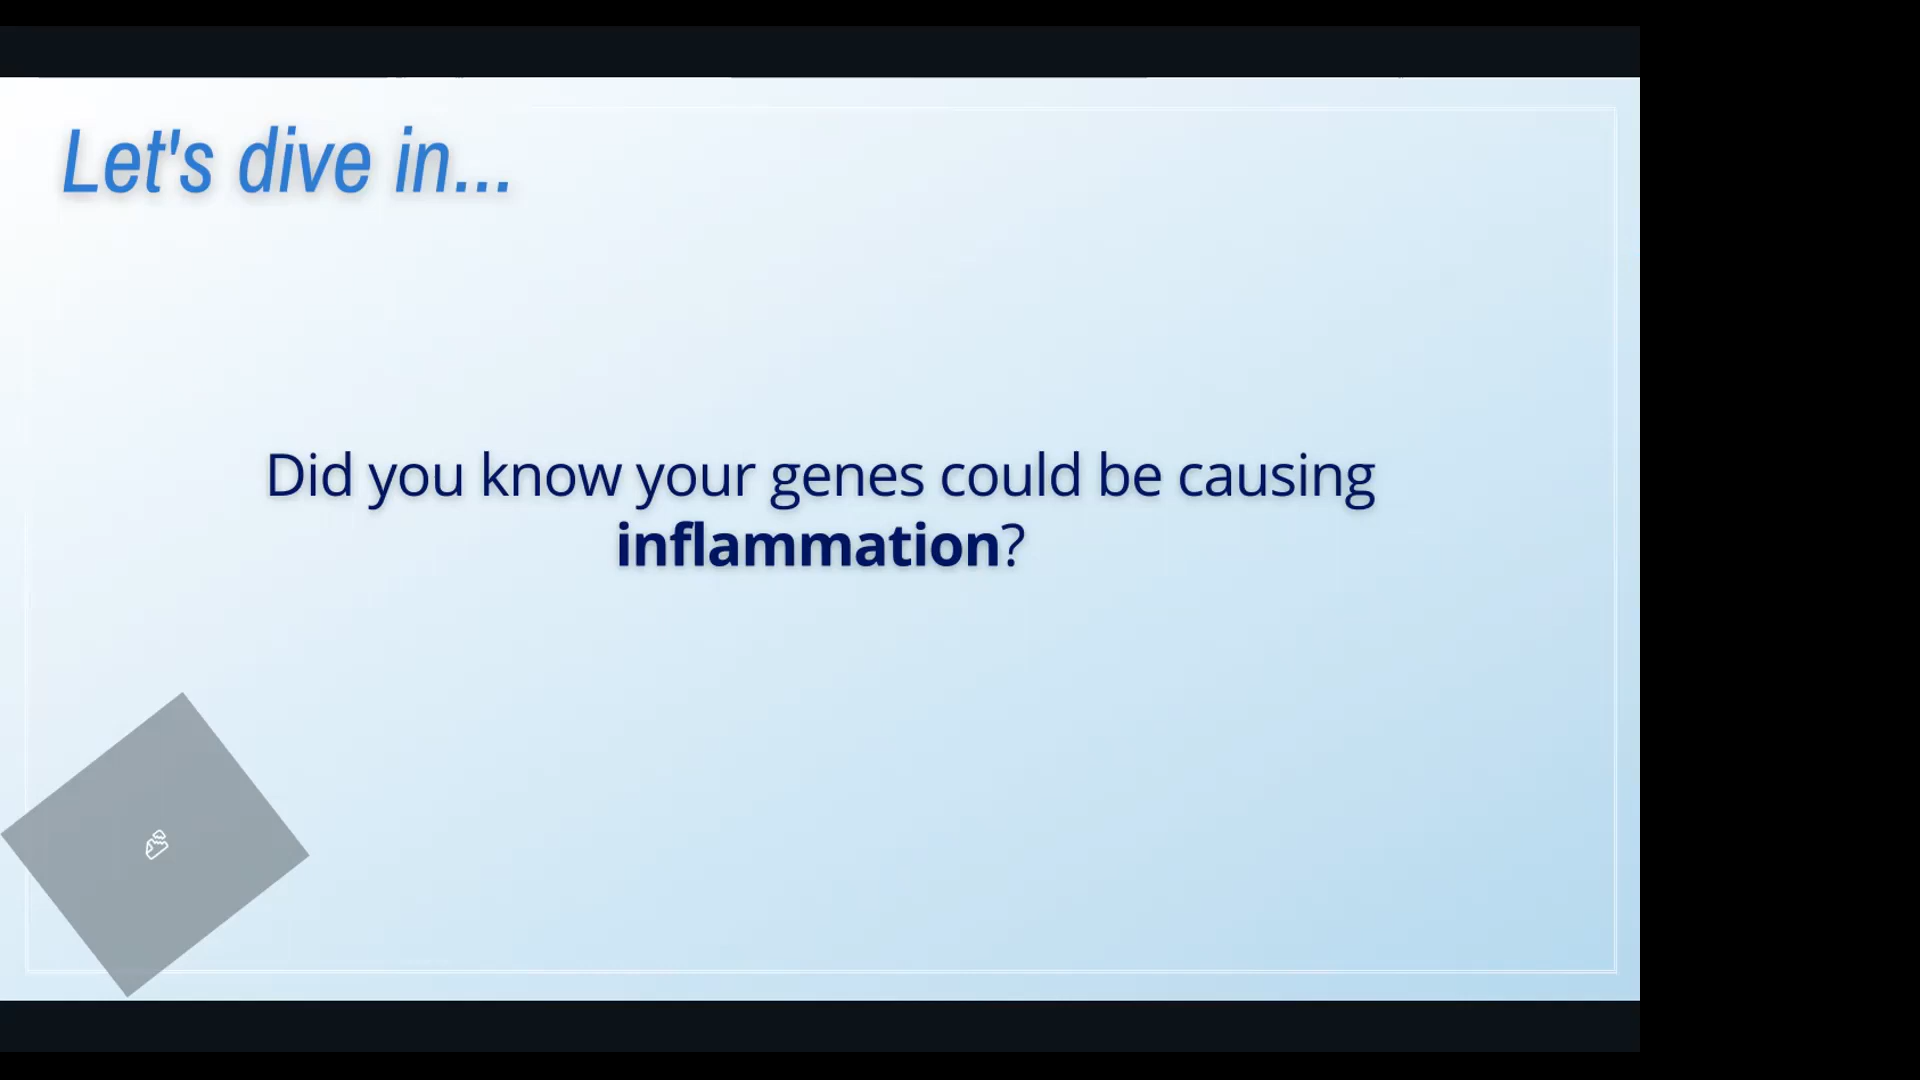 Let's dive in...
Did you know your genes could be causing
inflammation?